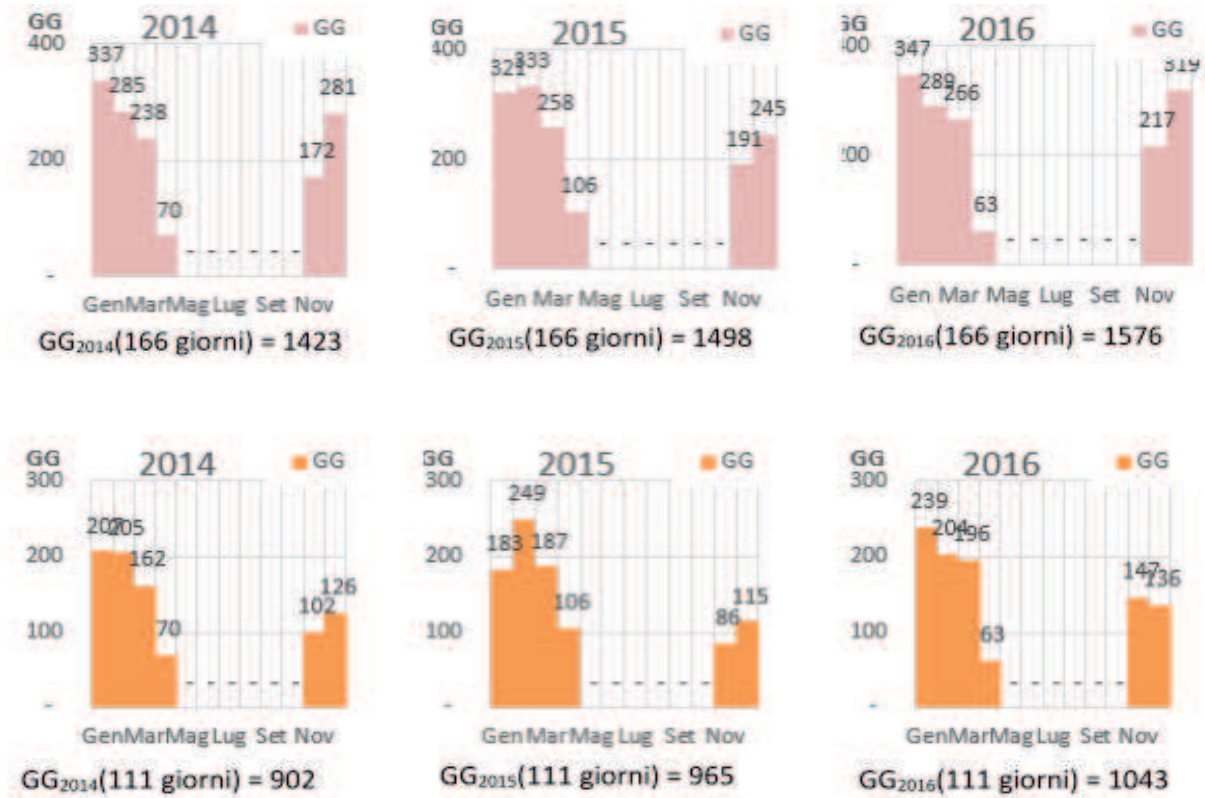 GG 2014 GG
400
337
285
238
281
200
172
70
- - - - - -
-
Gen Mar Mag Lug Set Nov
GG2014(166 giorni) = 1423
GG 2015 GG
400
321 333
258
245
191
200
106
- - - - - -
-
Gen Mar Mag Lug Set Nov
GG2015(166 giorni) = 1498
GG 2016 GG
400
347
319
289
266
217
200
63
- - - - - -
-
Gen Mar Mag Lug Set Nov
GG2016(166 giorni) = 1576
GG 2014 GG
300
207 205
200
162
126
102
100
70
- - - - - -
-
Gen Mar Mag Lug Set Nov
GG2014(111 giorni) = 902
GG 2015 GG
300
249
183 187
200
115
106
86
100
- - - - - -
-
Gen Mar Mag Lug Set Nov
GG2015(111 giorni) = 965
GG 2016 GG
300
239
204
196
200
147
136
100
63
- - - - - -
-
Gen Mar Mag Lug Set Nov
GG2016(111 giorni) = 1043